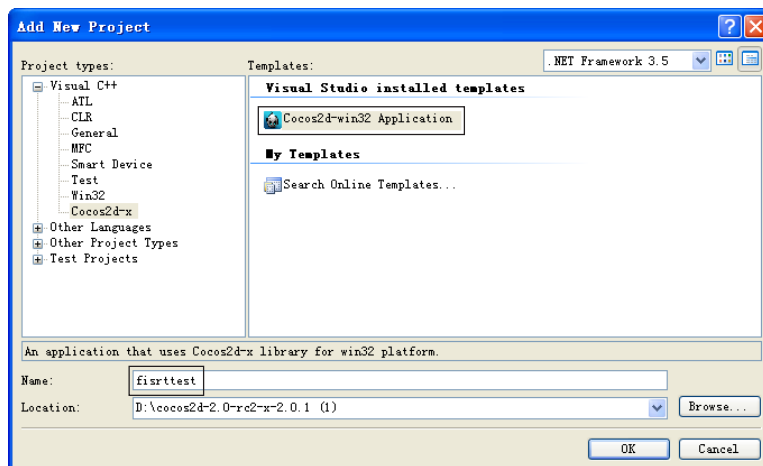 Add New Project
Project types:
Templates:
.NET Framework 3.5
Visual C++
ATL
CLR
General
MFC
Smart Device
Test
Win32
Cocos2d-x
Other Languages
Other Project Types
Test Projects
Visual Studio installed templates
Cocos2d-win32 Application
My Templates
Search Online Templates...
An application that uses Cocos2d-x library for win32 platform.
Name:
fisrttest
Location:
D:\cocos2d-2.0-rc2-x-2.0.1 (1)
Browse...
OK
Cancel